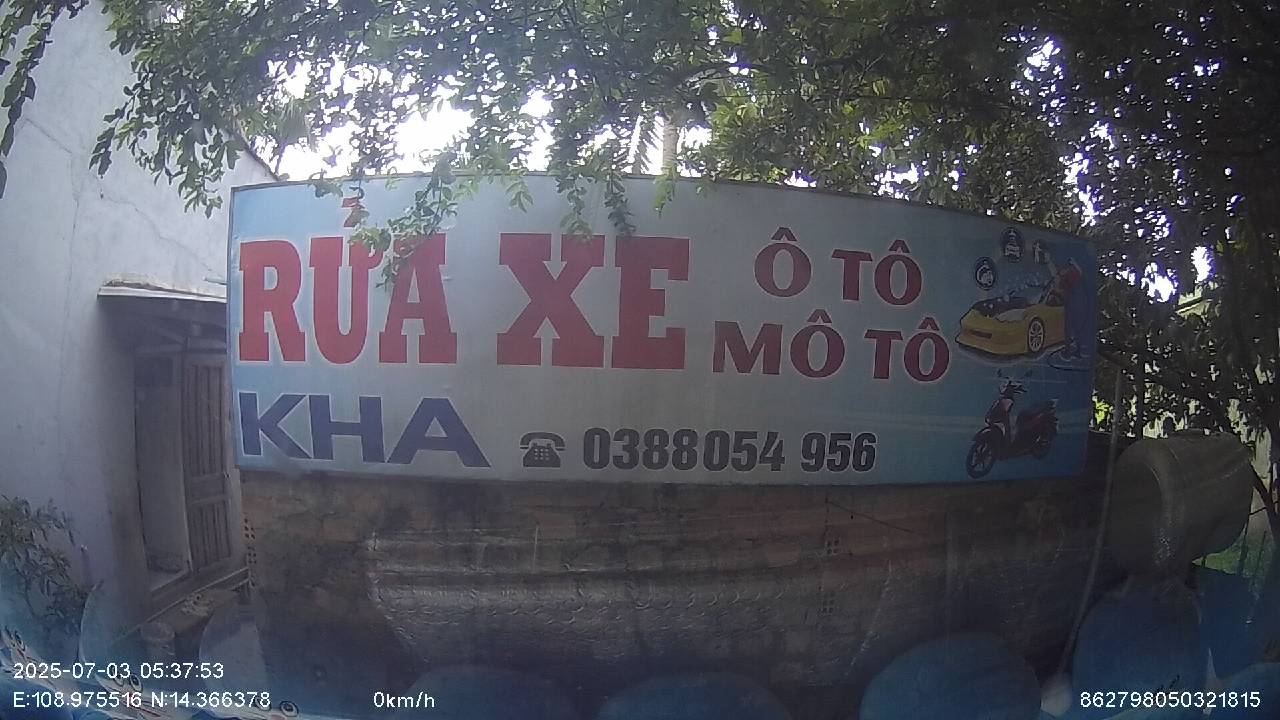 RỬA XE Ô TÔ
MÔ TÔ
KHA ☎ 0388054 956
2025-07-03 05:37:53
E:108.975516 N:14.366378 0km/h 862798050321815